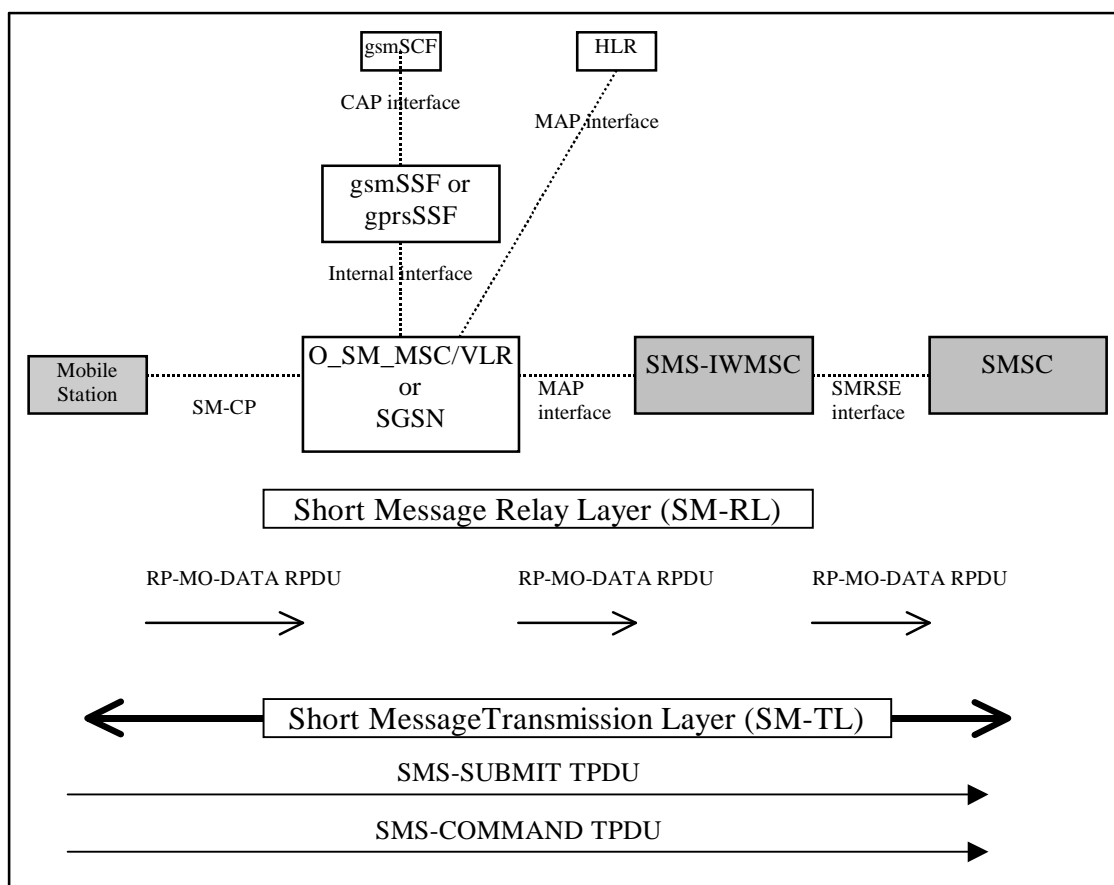 gsmSCF
HLR
CAP interface
MAP interface
gsmSSF or
gprsSSF
Internal interface
O_SM_MSC/VLR
or
SGSN
Mobile
Station
SM-CP
MAP
interface
SMS-IWMSC
SMRSE
interface
SMSC
Short Message Relay Layer (SM-RL)
RP-MO-DATA RPDU
RP-MO-DATA RPDU
RP-MO-DATA RPDU
Short MessageTransmission Layer (SM-TL)
SMS-SUBMIT TPDU
SMS-COMMAND TPDU